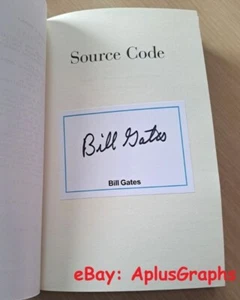 Source Code
Bill Gates
Bill Gates
eBay: AplusGraphs